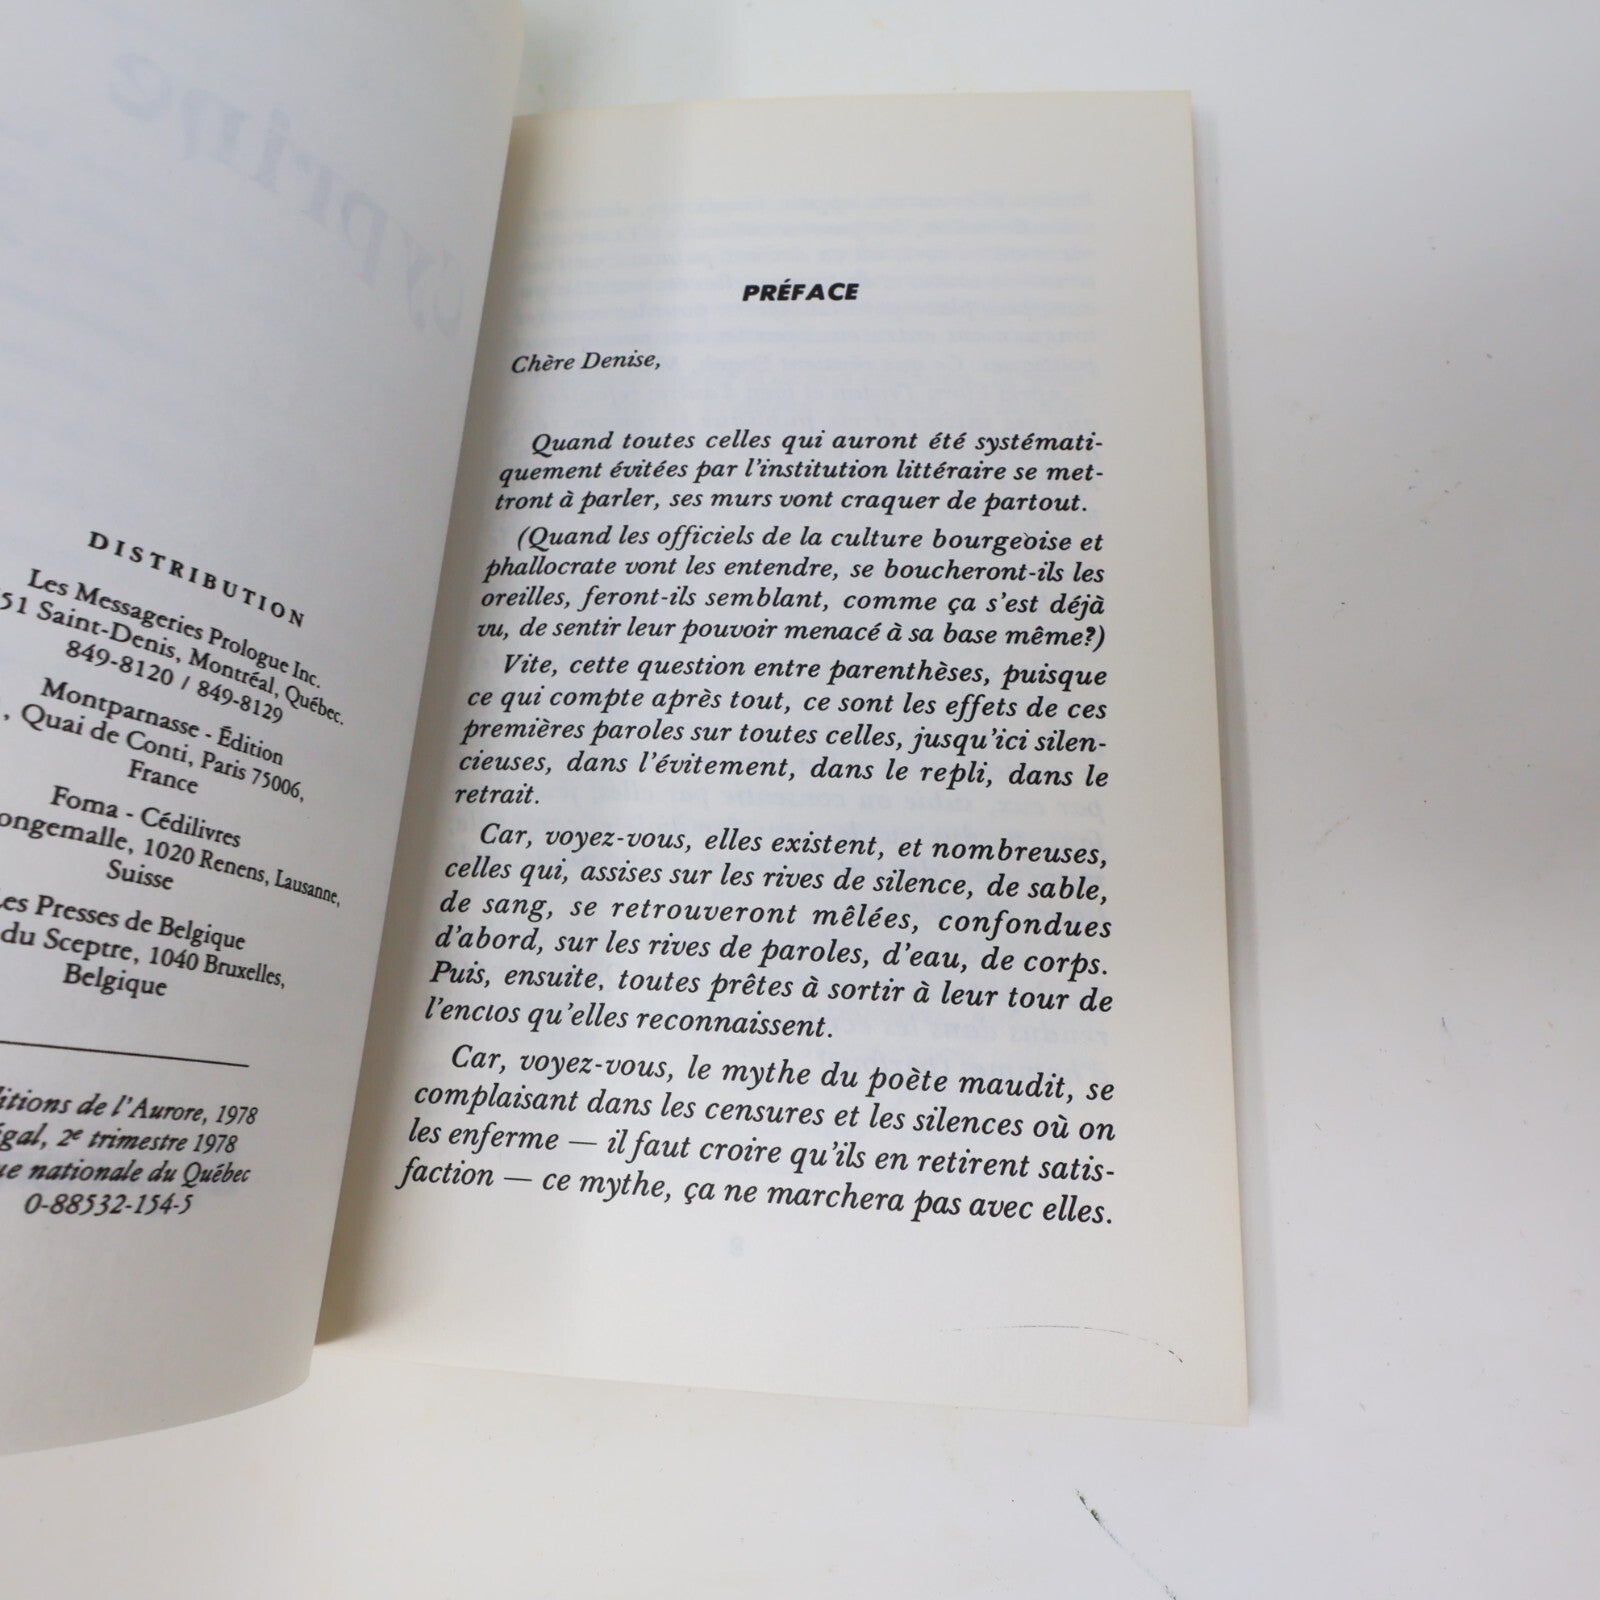 DISTRIBUTION
Les Messageries Prologue Inc.
51 Saint-Denis, Montréal, Québec.
849-8120 / 849-8129
Montparnasse - Édition
, Quai de Conti, Paris 75006,
France
Foma - Cédilivres
ongemalle, 1020 Renens, Lausanne,
Suisse
es Presses de Belgique
du Sceptre, 1040 Bruxelles,
Belgique
itions de l'Aurore, 1978
égal, 2e trimestre 1978
ue nationale du Québec
0-88532-154-5
PRÉFACE
Chère Denise,
Quand toutes celles qui auront été systémati-
quement évitées par l'institution littéraire se met-
tront à parler, ses murs vont craquer de partout.
(Quand les officiels de la culture bourgeoise et
phallocrate vont les entendre, se boucheront-ils les
oreilles, feront-ils semblant, comme ça s'est déjà
vu, de sentir leur pouvoir menacé à sa base même?)
Vite, cette question entre parenthèses, puisque
ce qui compte après tout, ce sont les effets de ces
premières paroles sur toutes celles, jusqu'ici silen-
cieuses, dans l'évitement, dans le repli, dans le
retrait.
Car, voyez-vous, elles existent, et nombreuses,
celles qui, assises sur les rives de silence, de sable,
de sang, se retrouveront mêlées, confondues
d'abord, sur les rives de paroles, d'eau, de corps.
Puis, ensuite, toutes prêtes à sortir à leur tour de
l'enclos qu'elles reconnaissent.
Car, voyez-vous, le mythe du poète maudit, se
complaisant dans les censures et les silences où on
les enferme — il faut croire qu'ils en retirent satis-
faction — ce mythe, ça ne marchera pas avec elles.